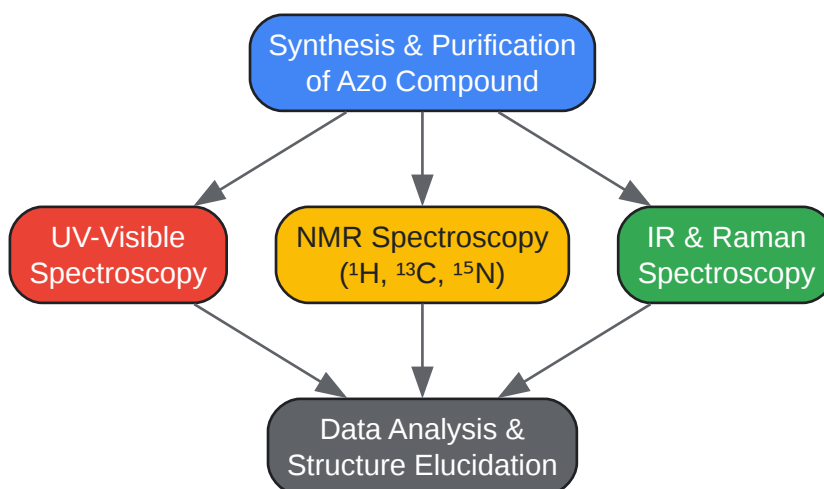 Synthesis & Purification
of Azo Compound
UV-Visible
Spectroscopy
NMR Spectroscopy
(¹H, ¹³C, ¹⁵N)
IR & Raman
Spectroscopy
Data Analysis &
Structure Elucidation